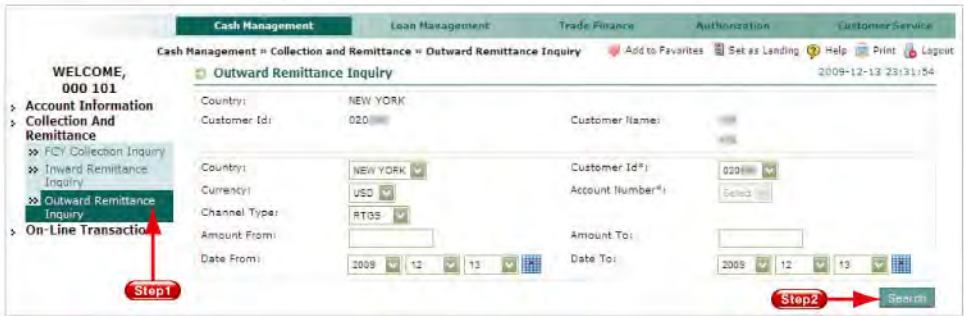 Cash Management Loan Management Trade Finance Authorization Customer Service
Cash Management » Collection and Remittance » Outward Remittance Inquiry Add to Favorites Set as Landing Help Print Logout
WELCOME,
000 101
Outward Remittance Inquiry 2009-12-13 23:31:54
Account Information
Collection And
Remittance
FCY Collection Inquiry
Inward Remittance
Inquiry
Outward Remittance
Inquiry
On-Line Transaction
Country: NEW YORK
Customer Id: 020 Customer Name:
Country: NEW YORK Customer Id*: 020
Currency: USD Account Number*: Select
Channel Type: RTGS
Amount From: Amount To:
Date From: 2009 12 13 Date To: 2009 12 13
Step1
Step2 Search